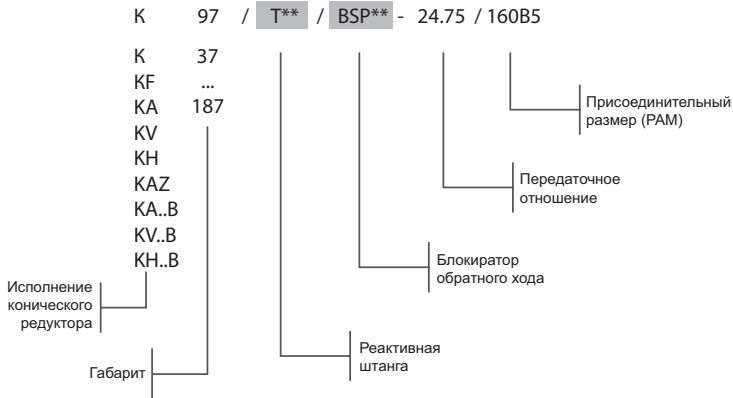 K 97 / T** / BSP** - 24.75 / 160B5
K 37
KF ...
KA 187
KV
KH
KAZ
KA..B
KV..B
KH..B
Присоединительный
размер (PAM)
Передаточное
отношение
Блокиратор
обратного хода
Реактивная
штанга
Исполнение
конического
редуктора
Габарит